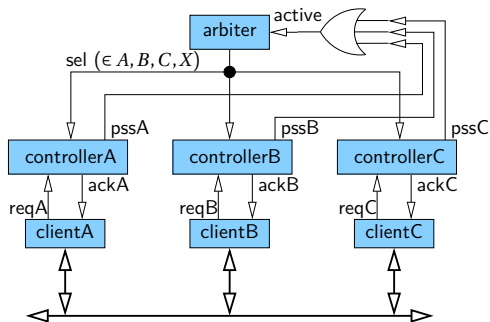 active
arbiter
sel (∈ A, B, C, X)
pssA
pssB
pssC
controllerA
controllerB
controllerC
reqA
ackA
reqB
ackB
reqC
ackC
clientA
clientB
clientC